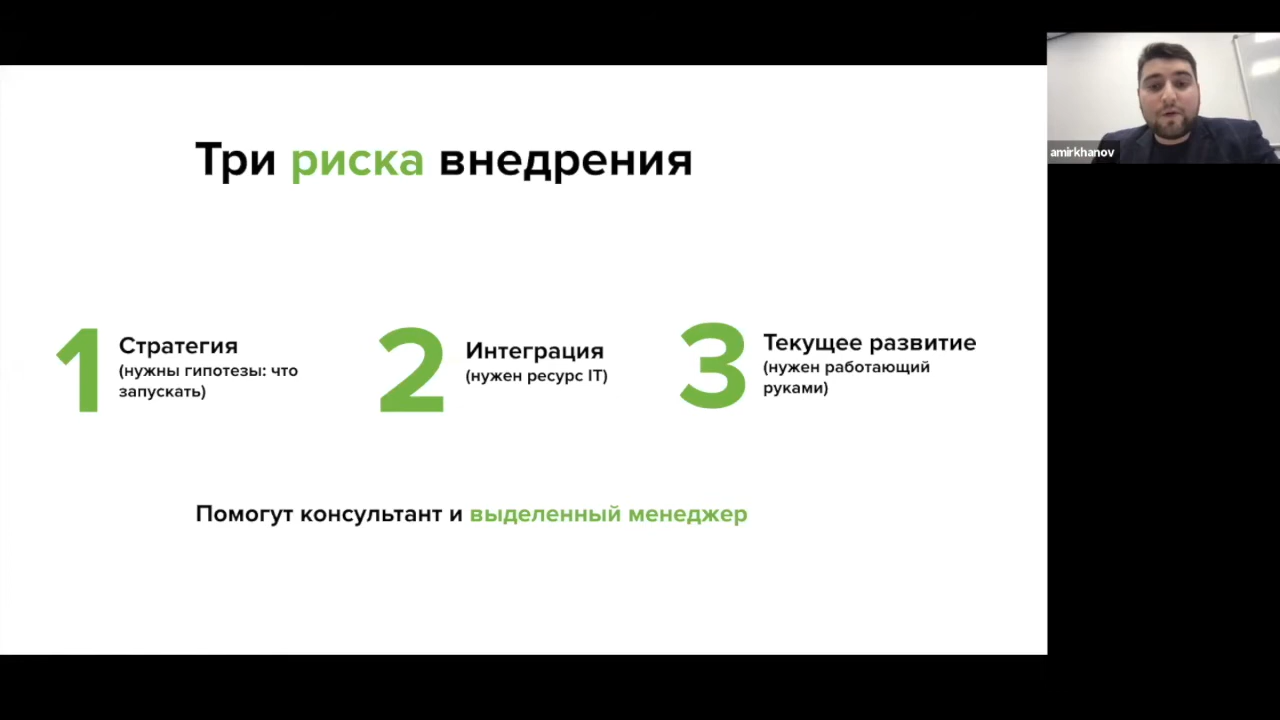 Три риска внедрения
1
Стратегия
(нужны гипотезы: что
запускать)
2
Интеграция
(нужен ресурс IT)
3
Текущее развитие
(нужен работающий
руками)
Помогут консультант и выделенный менеджер
amirkhanov